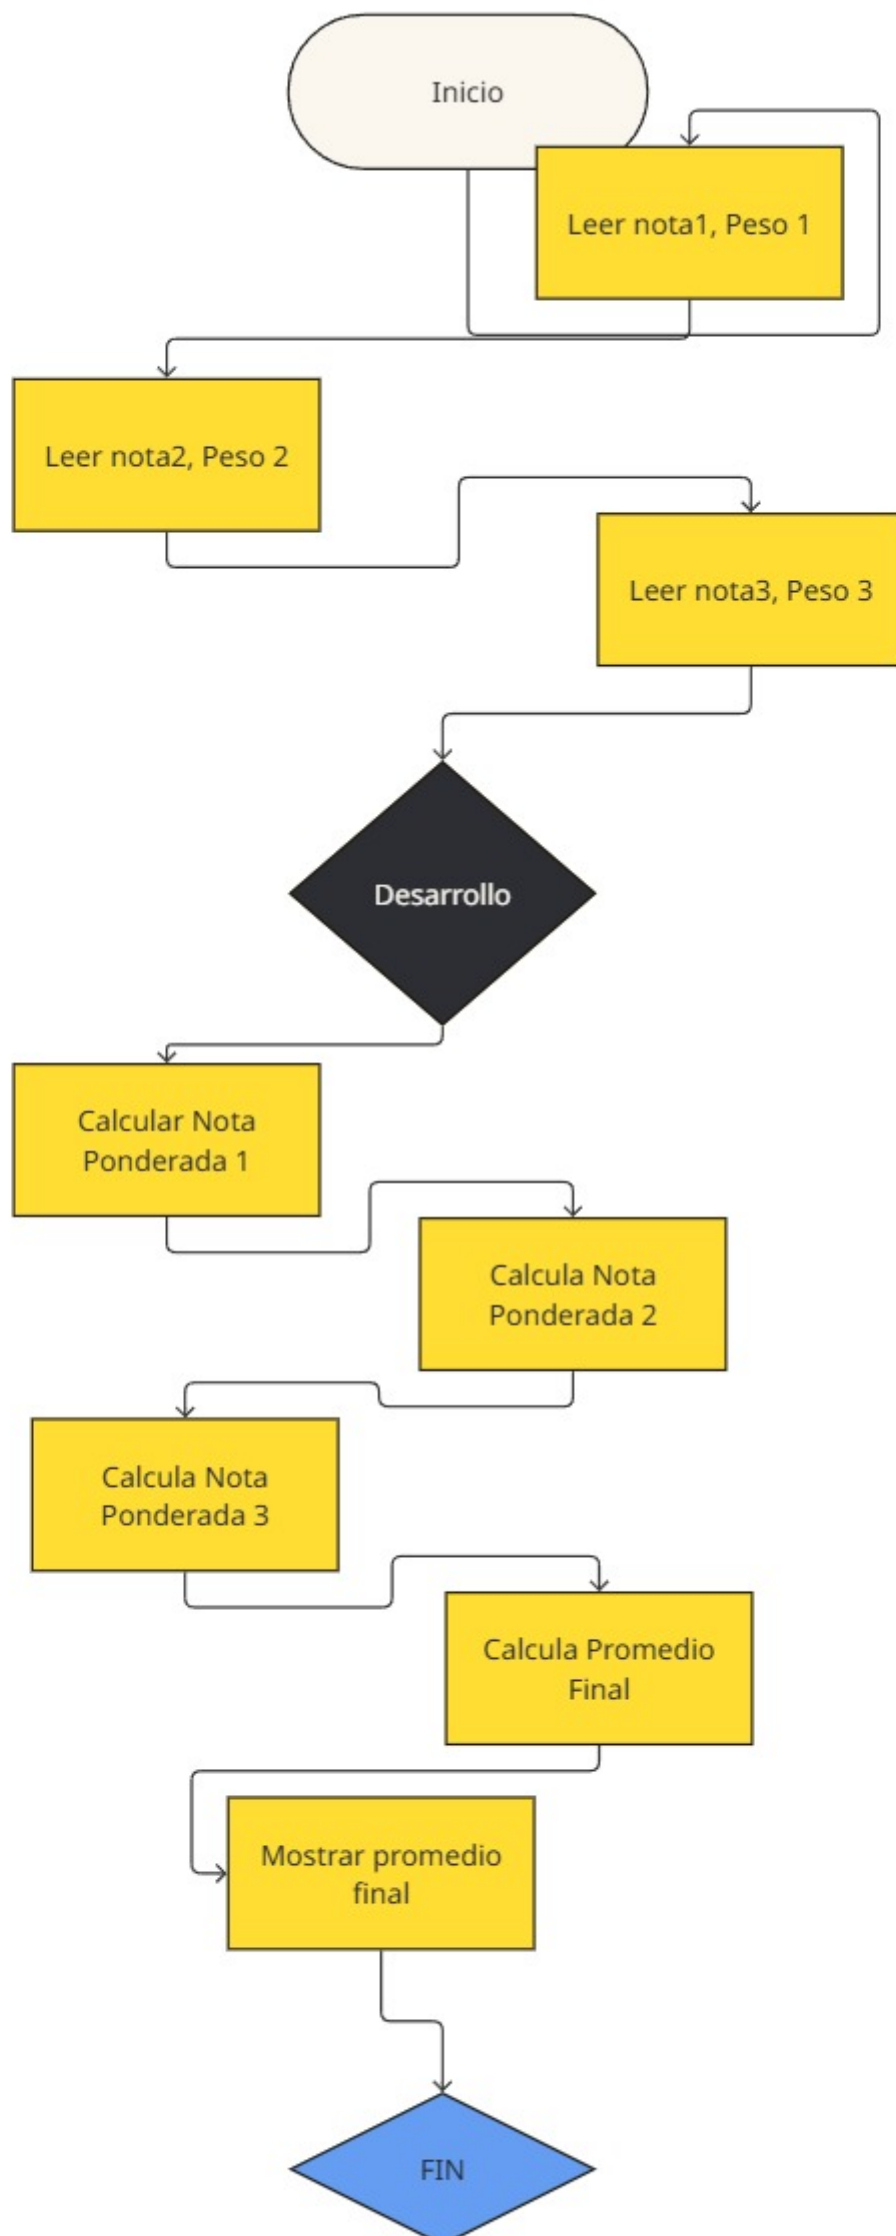 Inicio
Leer nota1, Peso 1
Leer nota2, Peso 2
Leer nota3, Peso 3
Desarrollo
Calcular Nota
Ponderada 1
Calcula Nota
Ponderada 2
Calcula Nota
Ponderada 3
Calcula Promedio
Final
Mostrar promedio
final
FIN